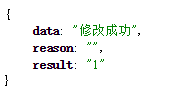 {
data: "修改成功",
reason: "",
result: "1"
}